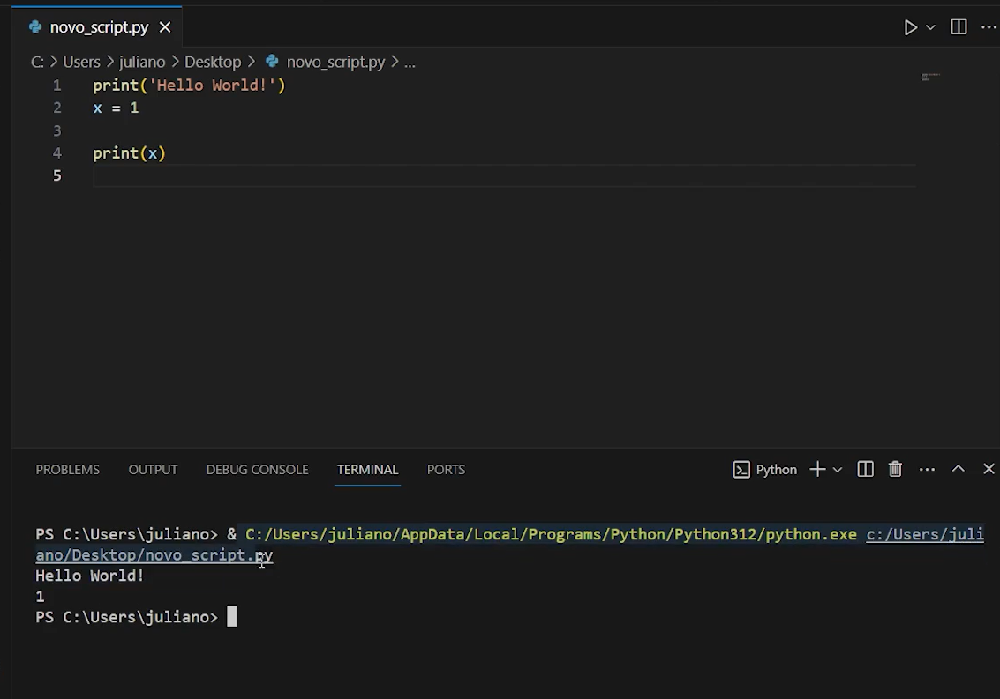 novo_script.py
C: > Users > juliano > Desktop > novo_script.py > ...
1 print('Hello World!')
2 x = 1
3
4 print(x)
5
PROBLEMS OUTPUT DEBUG CONSOLE TERMINAL PORTS Python
PS C:\Users\juliano> & C:/Users/juliano/AppData/Local/Programs/Python/Python312/python.exe c:/Users/juli
ano/Desktop/novo_script.py
Hello World!
1
PS C:\Users\juliano>